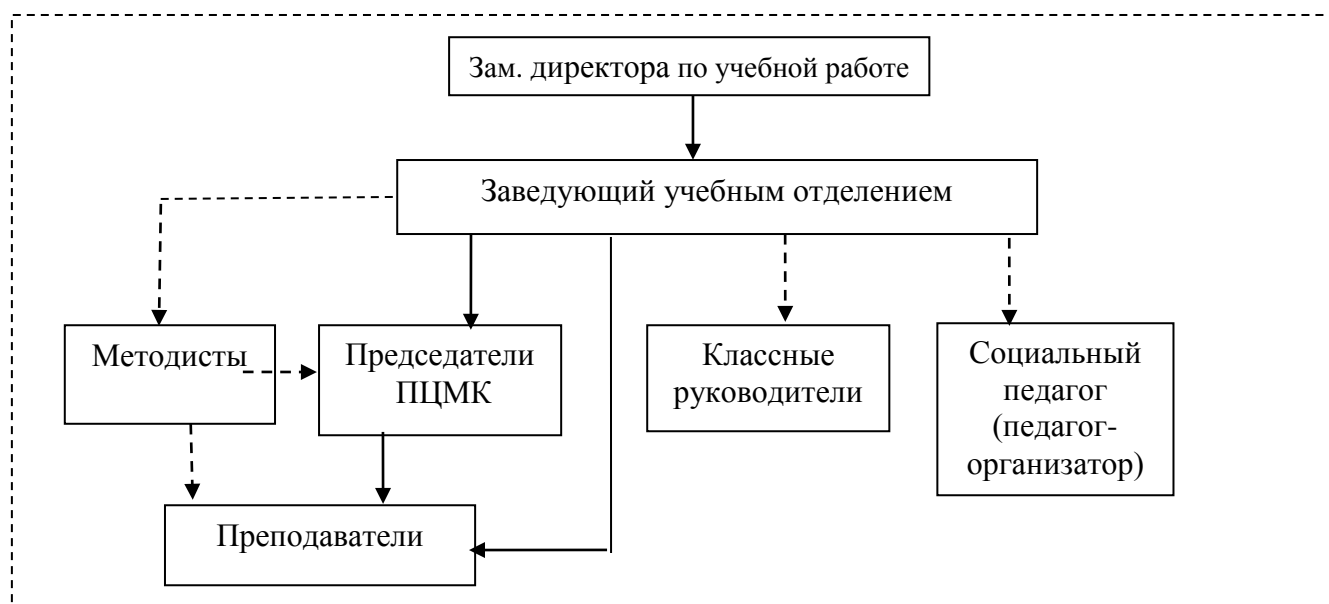 Зам. директора по учебной работе
Заведующий учебным отделением
Методисты
Председатели
ПЦМК
Классные
руководители
Социальный
педагог
(педагог-
организатор)
Преподаватели